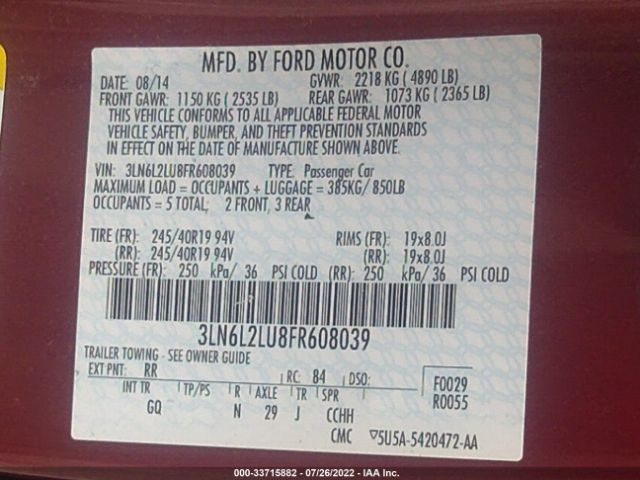 MFD. BY FORD MOTOR CO.
DATE: 08/14 GVWR: 2218 KG ( 4890 LB)
FRONT GAWR: 1150 KG ( 2535 LB) REAR GAWR: 1073 KG ( 2365 LB)
THIS VEHICLE CONFORMS TO ALL APPLICABLE FEDERAL MOTOR
VEHICLE SAFETY, BUMPER, AND THEFT PREVENTION STANDARDS
IN EFFECT ON THE DATE OF MANUFACTURE SHOWN ABOVE.
VIN: 3LN6L2LU8FR608039 TYPE: Passenger Car
MAXIMUM LOAD = OCCUPANTS + LUGGAGE = 385KG/ 850LB
OCCUPANTS = 5 TOTAL; 2 FRONT, 3 REAR
TIRE (FR): 245/40R19 94V RIMS (FR): 19x8.0J
(RR): 245/40R19 94V (RR): 19x8.0J
PRESSURE (FR): 250 kPa/ 36 PSI COLD (RR): 250 kPa/ 36 PSI COLD
3LN6L2LU8FR608039
TRAILER TOWING - SEE OWNER GUIDE
EXT PNT: RR RC: 84 DSO: F0029
INT TR TP/PS R AXLE TR SPR R0055
GQ N 29 J CCHH
CMC ▽5U5A-5420472-AA
000-33715882 / 07/26/2022 - IAA Inc.